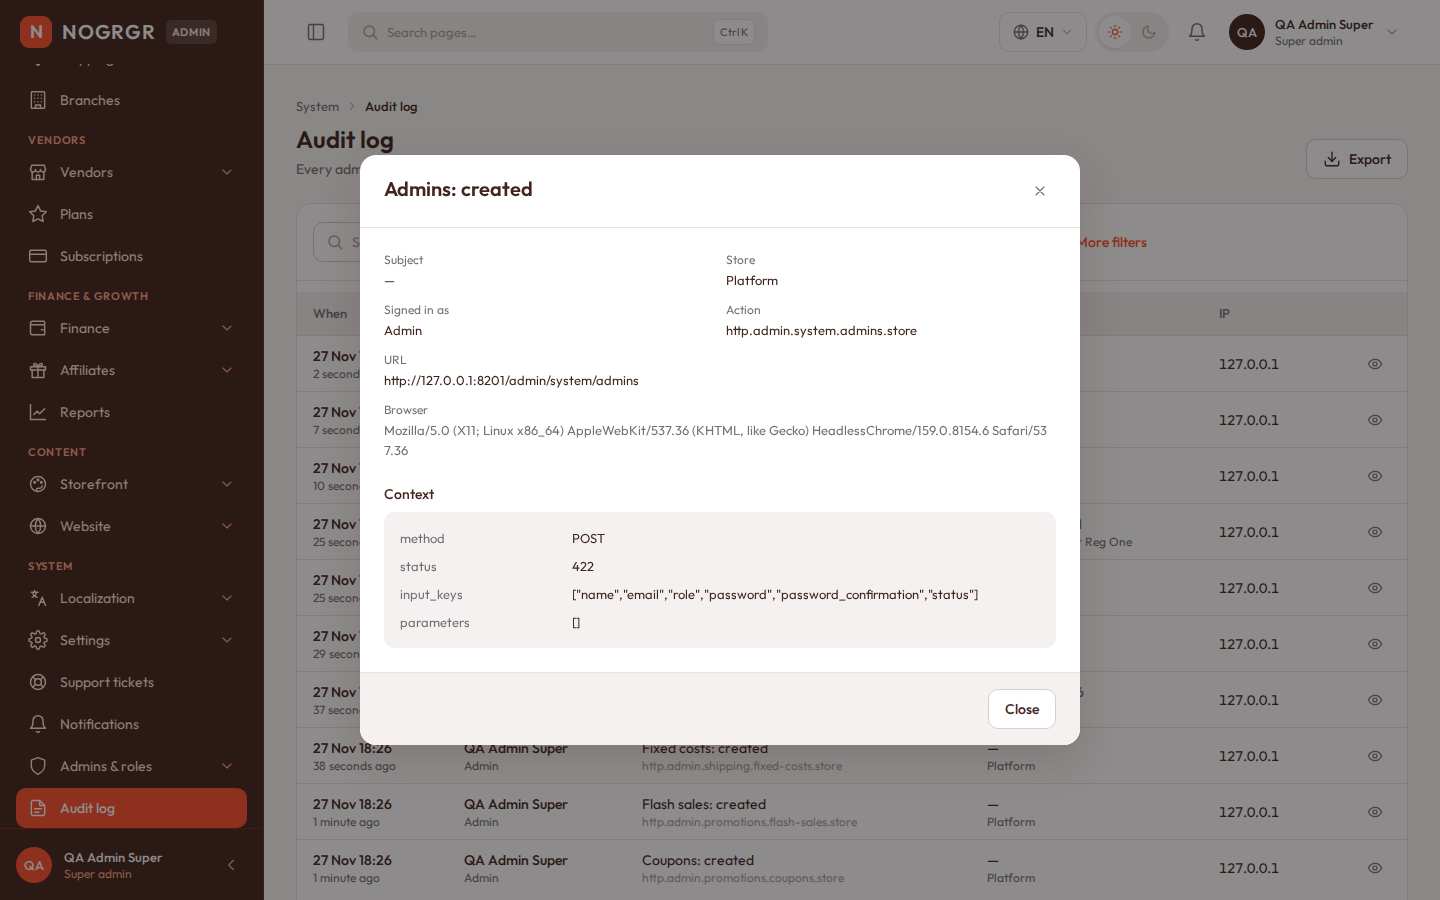 N NOGRGR ADMIN
Branches
VENDORS
Vendors
Plans
Subscriptions
FINANCE & GROWTH
Finance
Affiliates
Reports
CONTENT
Storefront
Website
SYSTEM
Localization
Settings
Support tickets
Notifications
Admins & roles
Audit log
QA QA Admin Super
Super admin
Search pages... Ctrl K
EN
QA QA Admin Super
Super admin
System > Audit log
Audit log
Every adm
Export
More filters
When IP
27 Nov 127.0.0.1
2 second
27 Nov 127.0.0.1
7 second
27 Nov 127.0.0.1
10 secon
27 Nov 127.0.0.1
25 secon Reg One
27 Nov 127.0.0.1
25 secon
27 Nov 127.0.0.1
29 secon
27 Nov 127.0.0.1
37 secon
27 Nov 18:26 QA Admin Super Fixed costs: created — 127.0.0.1
38 seconds ago Admin http.admin.shipping.fixed-costs.store Platform
27 Nov 18:26 QA Admin Super Flash sales: created — 127.0.0.1
1 minute ago Admin http.admin.promotions.flash-sales.store Platform
27 Nov 18:26 QA Admin Super Coupons: created — 127.0.0.1
1 minute ago Admin http.admin.promotions.coupons.store Platform
Admins: created
Subject Store
— Platform
Signed in as Action
Admin http.admin.system.admins.store
URL
http://127.0.0.1:8201/admin/system/admins
Browser
Mozilla/5.0 (X11; Linux x86_64) AppleWebKit/537.36 (KHTML, like Gecko) HeadlessChrome/159.0.8154.6 Safari/53
7.36
Context
method POST
status 422
input_keys ["name","email","role","password","password_confirmation","status"]
parameters []
Close